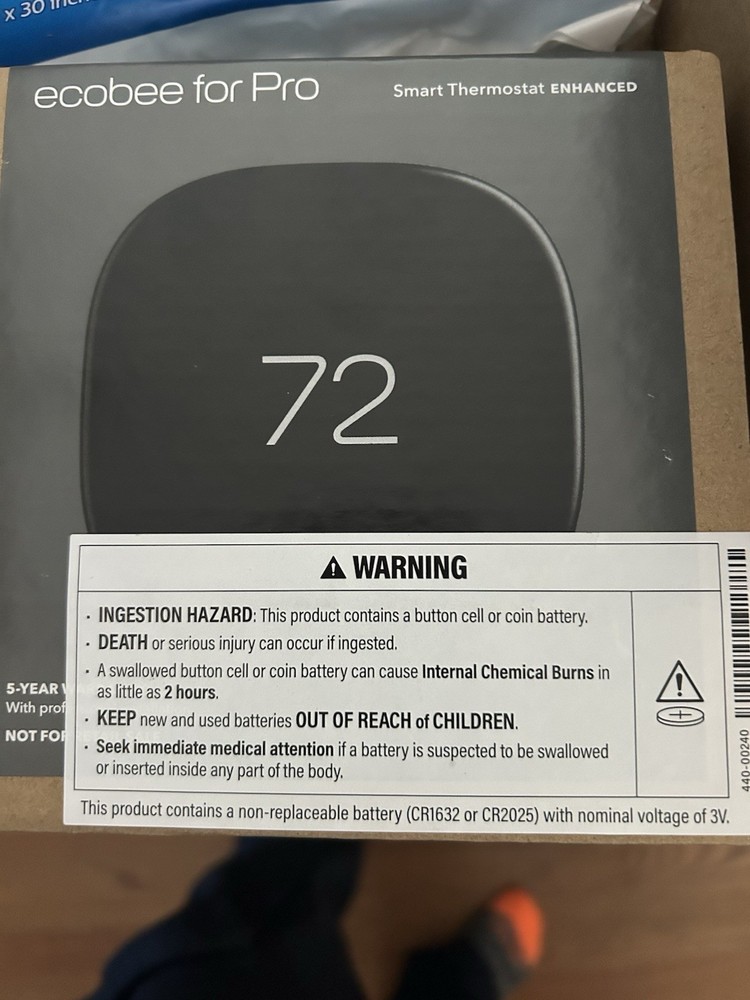 x 30 inch
ecobee for Pro
Smart Thermostat ENHANCED
72
WARNING
· INGESTION HAZARD: This product contains a button cell or coin battery.
· DEATH or serious injury can occur if ingested.
· A swallowed button cell or coin battery can cause Internal Chemical Burns in
as little as 2 hours.
· KEEP new and used batteries OUT OF REACH of CHILDREN.
· Seek immediate medical attention if a battery is suspected to be swallowed
or inserted inside any part of the body.
This product contains a non-replaceable battery (CR1632 or CR2025) with nominal voltage of 3V.
440-00240
5-YEAR
With
NOT FOR